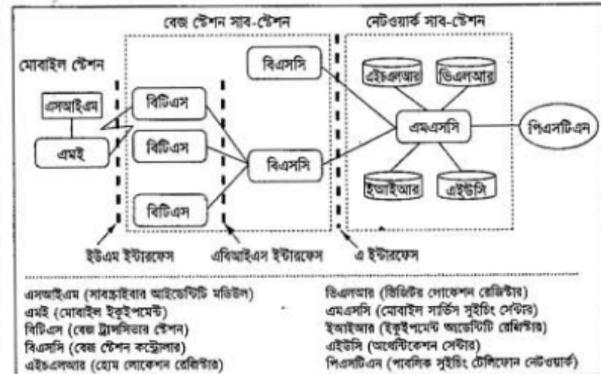 বেজ স্টেশন সাব-স্টেশন
নেটওয়ার্ক সাব-স্টেশন
মোবাইল স্টেশন
এসআইএম
এমই
বিটিএস
বিটিএস
বিটিএস
বিএসসি
বিএসসি
এইচএলআর
ভিএলআর
এমএসসি
পিএসটিএন
ইআইআর
এইউসি
ইউএম ইন্টারফেস
এবিআইএস ইন্টারফেস
এ ইন্টারফেস
এসআইএম (সাবস্ক্রাইবার আইডেন্টিটি মডিউল)
এমই (মোবাইল ইকুইপমেন্ট)
বিটিএস (বেজ ট্রান্সসিভার স্টেশন)
বিএসসি (বেজ স্টেশন কন্ট্রোলার)
এইচএলআর (হোম লোকেশন রেজিস্টার)
ভিএলআর (ভিজিটর লোকেশন রেজিস্টার)
এমএসসি (মোবাইল সার্ভিস সুইচিং সেন্টার)
ইআইআর (ইকুইপমেন্ট আডেন্টিটি রেজিস্টার)
এইউসি (অথেন্টিকেশন সেন্টার)
পিএসটিএন (পাবলিক সুইচিং টেলিফোন নেটওয়ার্ক)